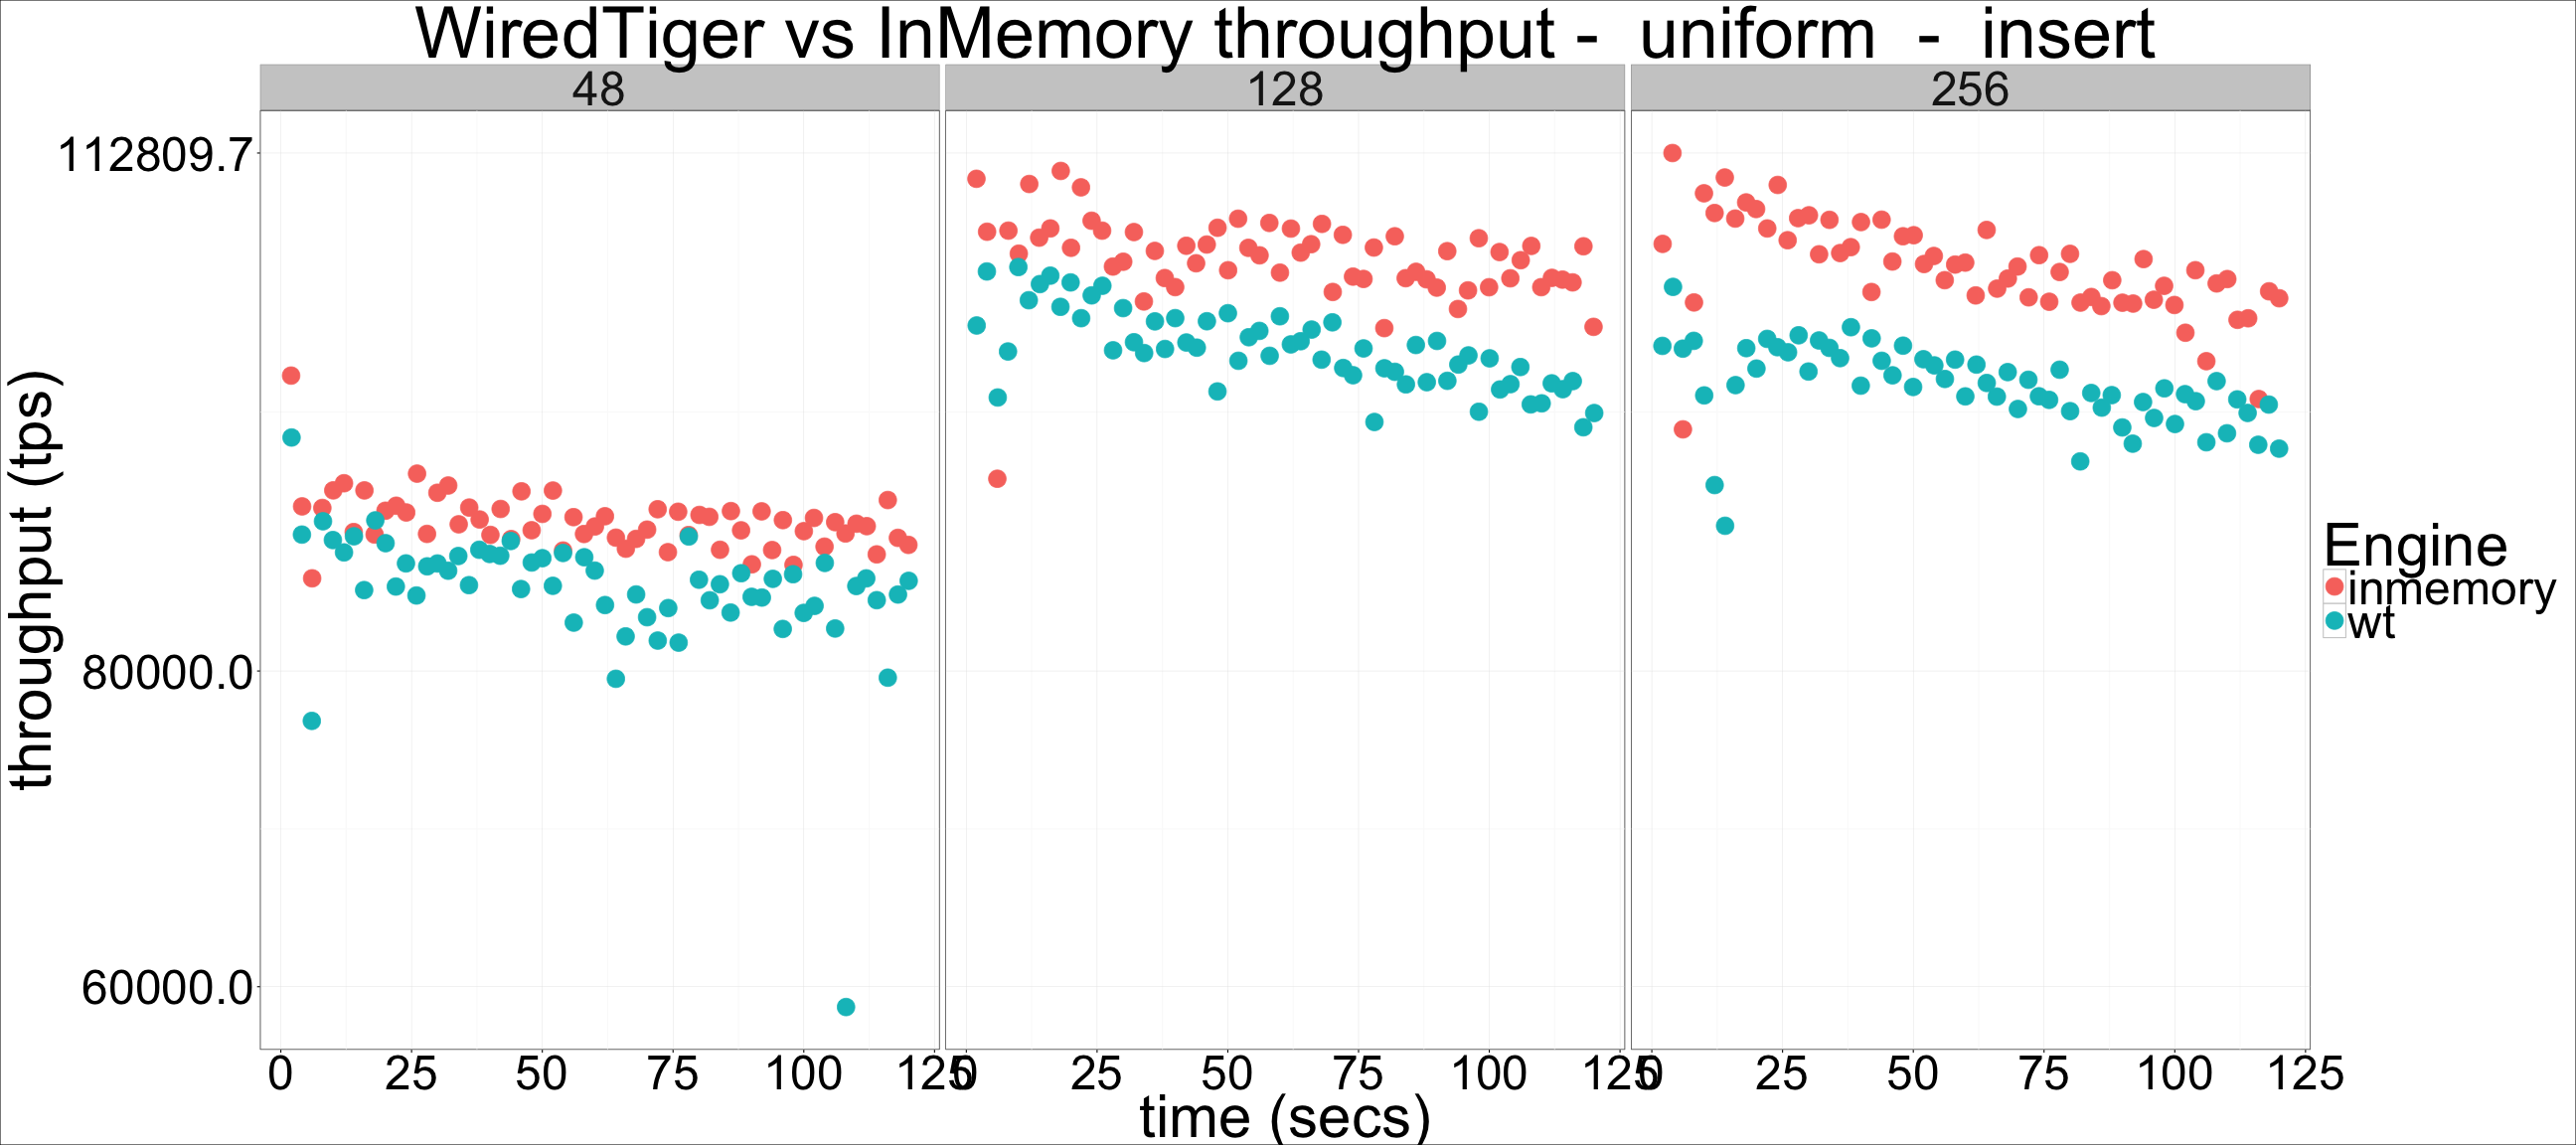 WiredTiger vs InMemory throughput - uniform - insert
48 128 256
112809.7
80000.0
60000.0
throughput (tps)
0 25 50 75 100 125 0 25 50 75 100 125 0 25 50 75 100 125
time (secs)
Engine
inmemory
wt